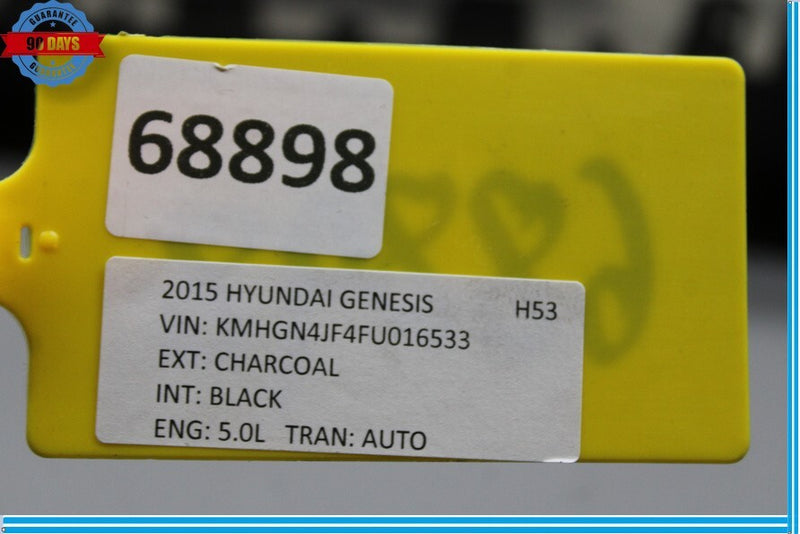 GUARANTEE
90 DAYS
GUARANTEE
68898
2015 HYUNDAI GENESIS H53
VIN: KMHGN4JF4FU016533
EXT: CHARCOAL
INT: BLACK
ENG: 5.0L TRAN: AUTO